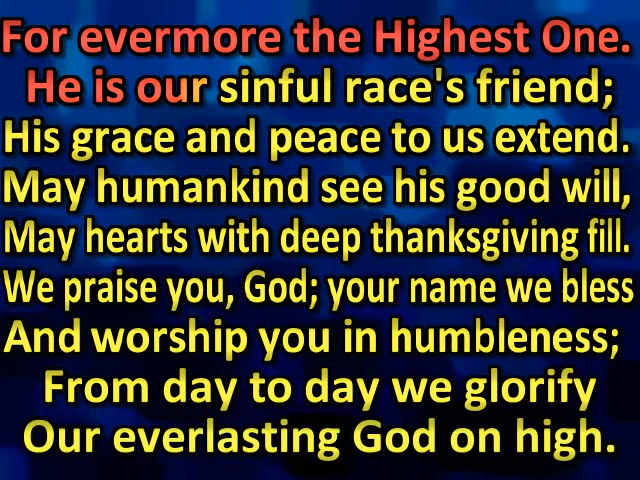 For evermore the Highest One.
He is our sinful race's friend;
His grace and peace to us extend.
May humankind see his good will,
May hearts with deep thanksgiving fill.
We praise you, God; your name we bless
And worship you in humbleness;
From day to day we glorify
Our everlasting God on high.